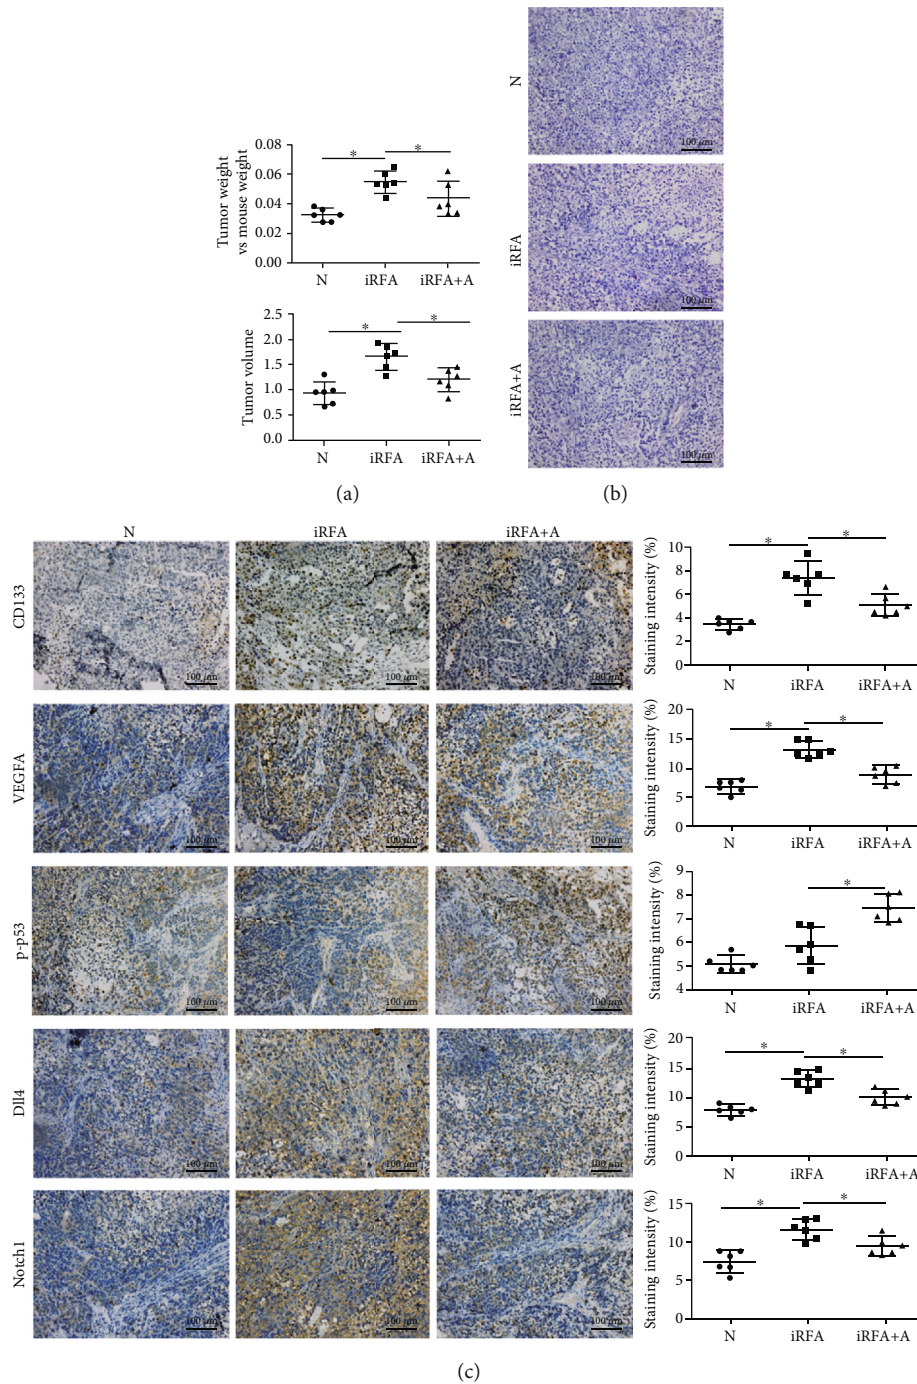 Tumor weight
vs mouse weight
0.08
0.06
0.04
0.02
0.00
*
*
N
iRFA
iRFA+A
Tumor volume
2.5
2.0
1.5
1.0
0.5
0.0
*
*
N
iRFA
iRFA+A
(a)
N
100 μm
iRFA
100 μm
iRFA+A
100 μm
(b)
N
iRFA
iRFA+A
CD133
100 μm
100 μm
100 μm
Staining intensity (%)
10
8
6
4
2
0
*
*
N
iRFA
iRFA+A
VEGFA
100 μm
100 μm
100 μm
Staining intensity (%)
20
15
10
5
0
*
*
N
iRFA
iRFA+A
p-p53
100 μm
100 μm
100 μm
Staining intensity (%)
9
8
7
6
5
4
*
N
iRFA
iRFA+A
Dll4
100 μm
100 μm
100 μm
Staining intensity (%)
20
15
10
5
0
*
*
N
iRFA
iRFA+A
Notch1
100 μm
100 μm
100 μm
Staining intensity (%)
15
10
5
0
*
*
N
iRFA
iRFA+A
(c)